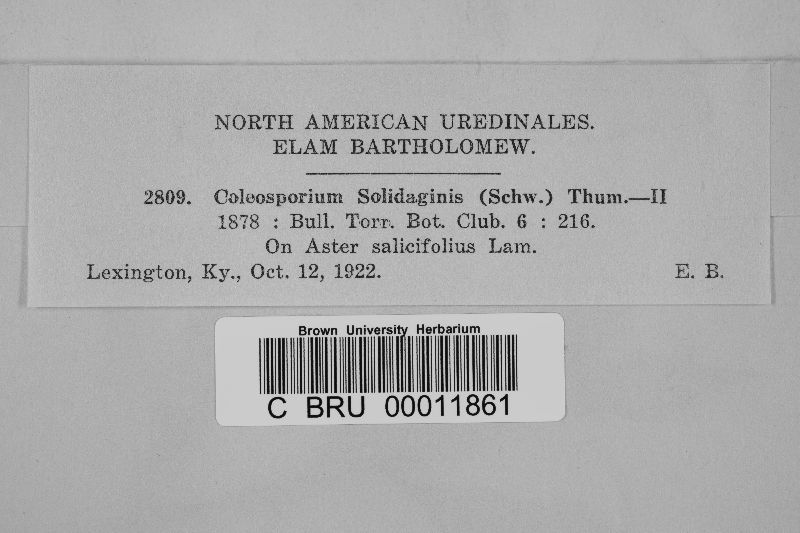 NORTH AMERICAN UREDINALES.
ELAM BARTHOLOMEW.
2809. Coleosporium Solidaginis (Schw.) Thum.—II
1878 : Bull. Torr. Bot. Club. 6 : 216.
On Aster salicifolius Lam.
Lexington, Ky., Oct. 12, 1922. E. B.
Brown University Herbarium
C BRU 00011861